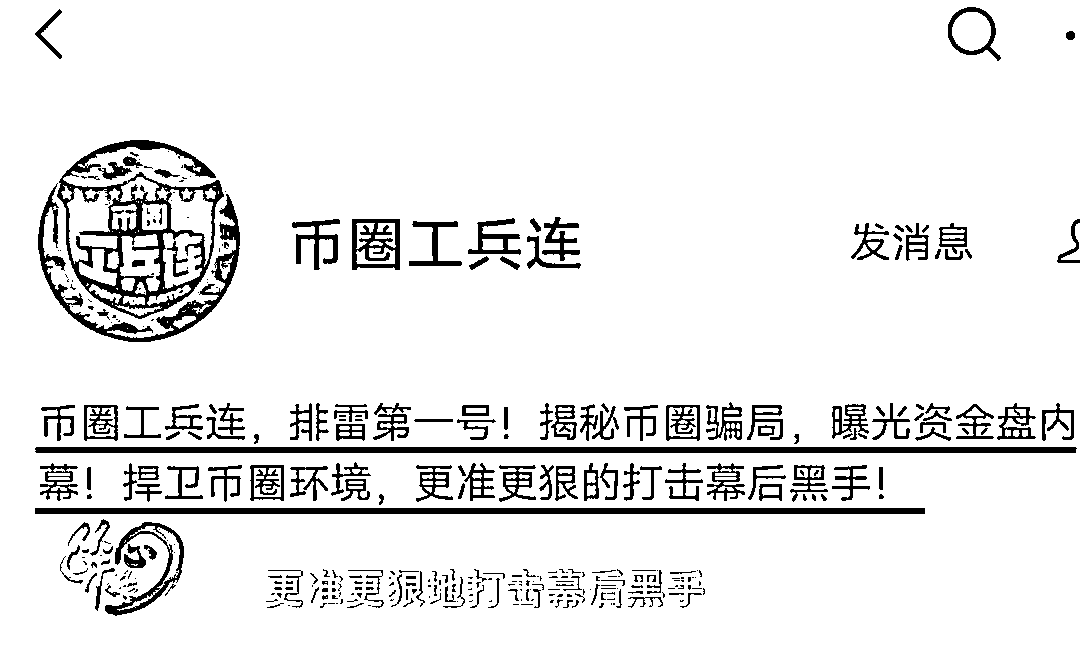 币圈
工兵连
币圈工兵连
发消息
币圈工兵连，排雷第一号！揭秘币圈骗局，曝光资金盘内
幕！捍卫币圈环境，更准更狠的打击幕后黑手！
更准更狠地打击幕后黑手